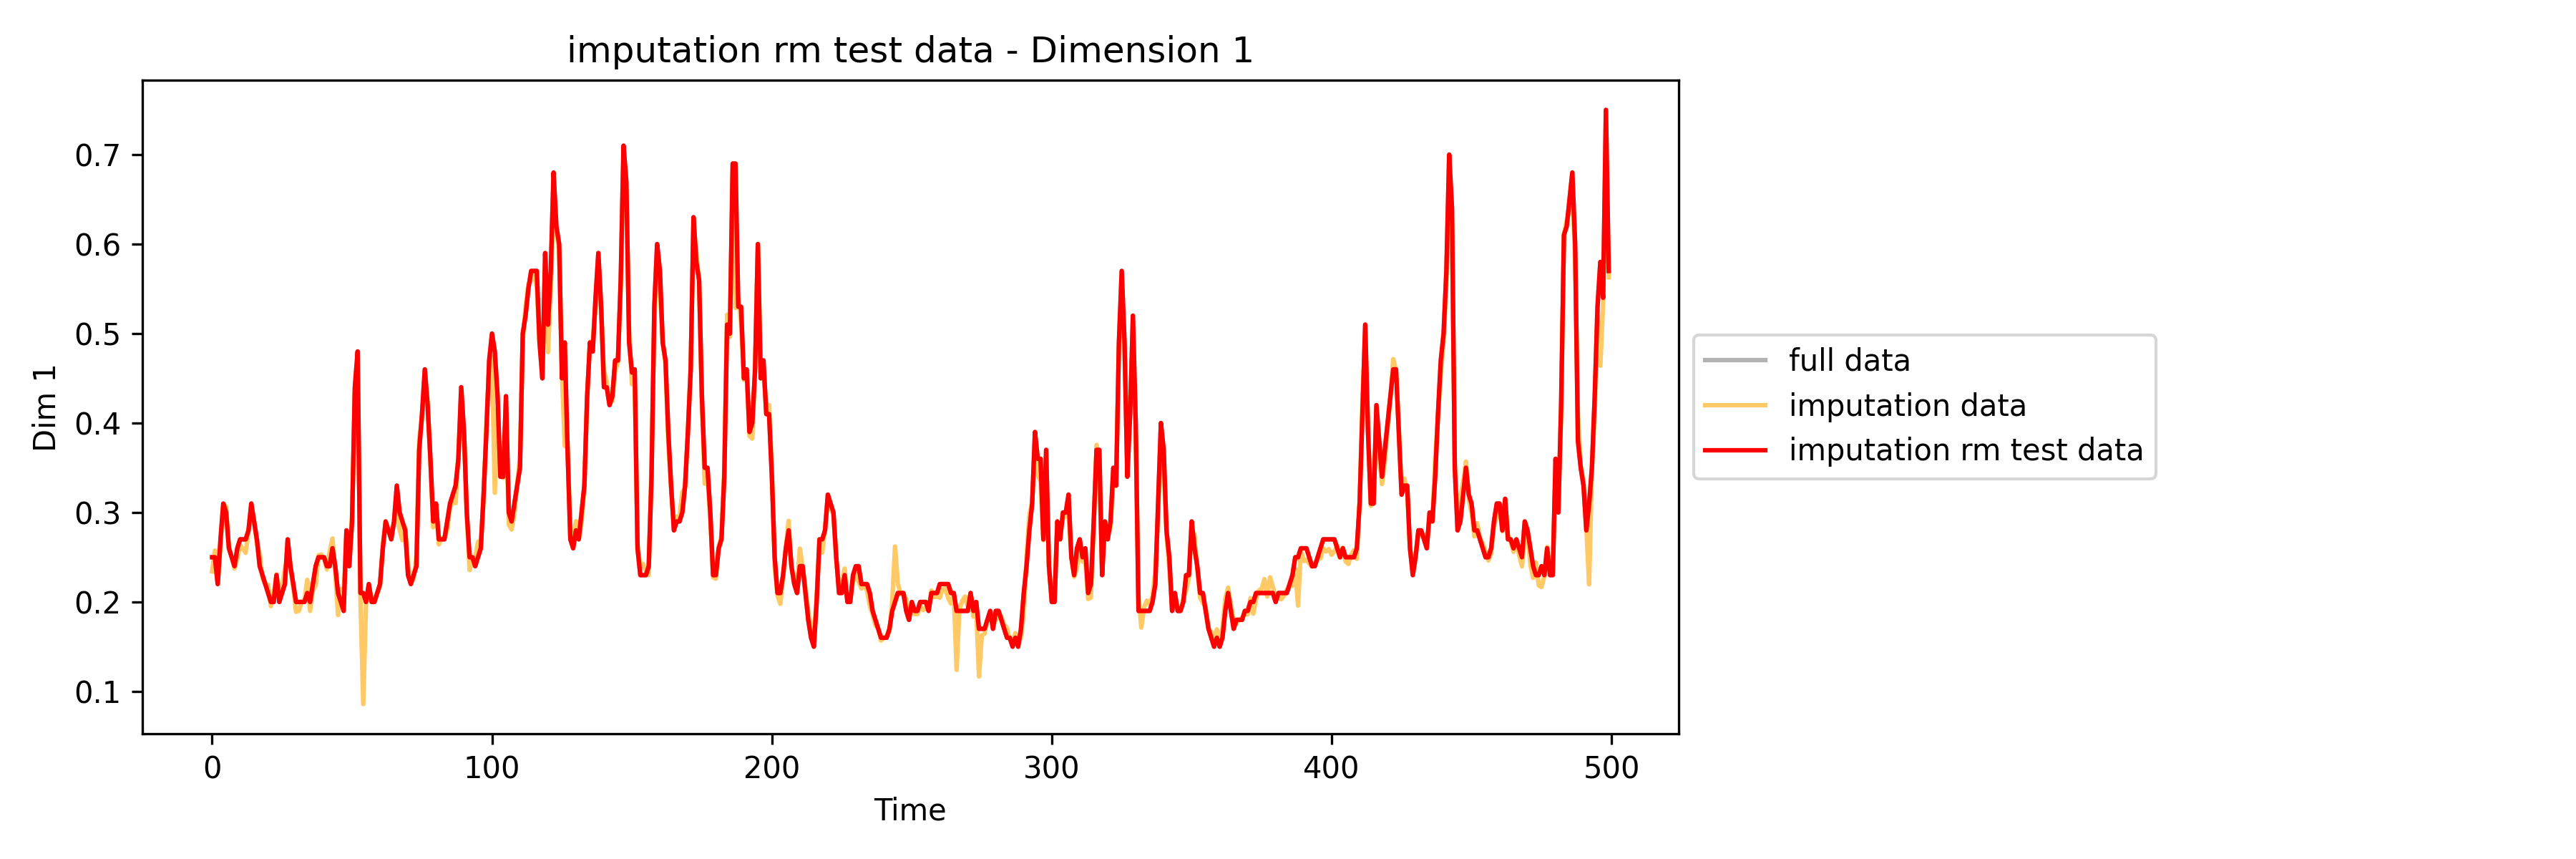 imputation rm test data - Dimension 1
0.7
0.6
0.5
0.4
0.3
0.2
0.1
Dim 1
0 100 200 300 400 500
Time
full data
imputation data
imputation rm test data